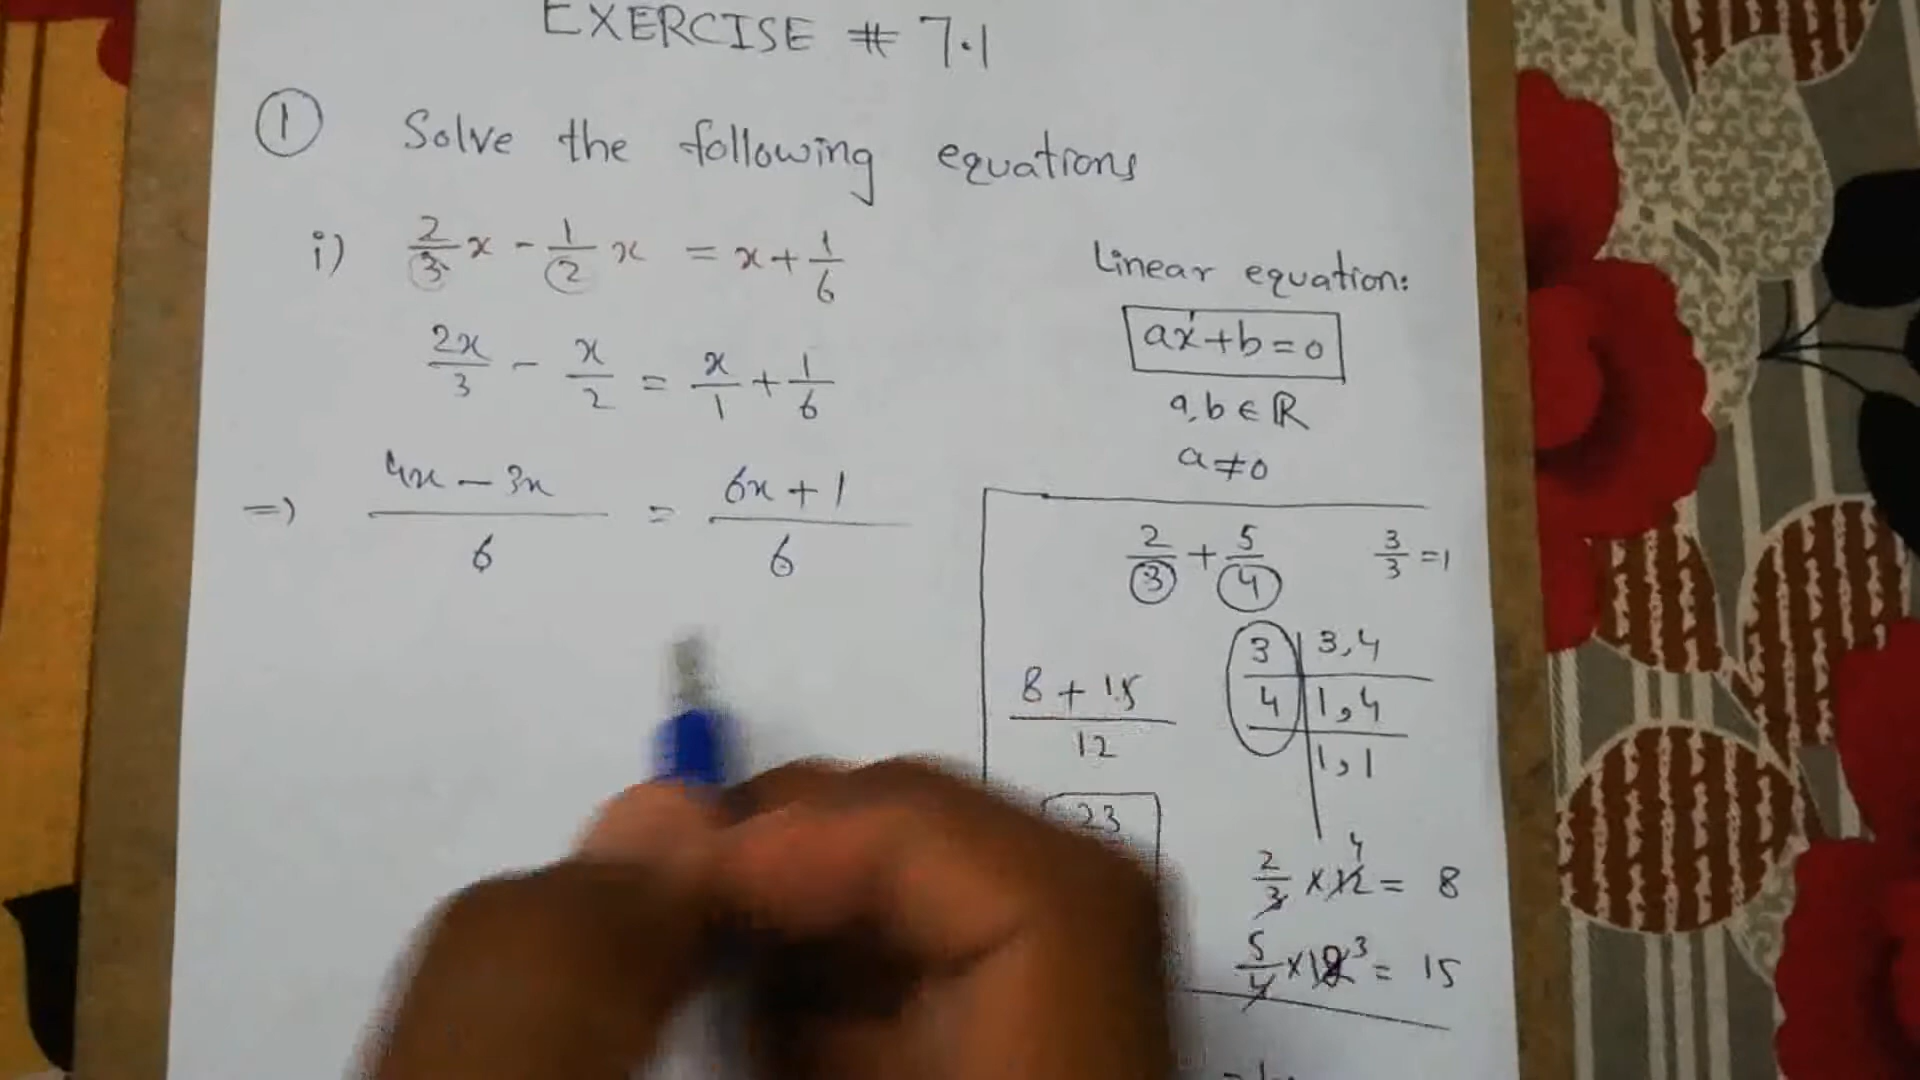 EXERCISE # 7.1
① Solve the following equations
i) 2/3 x - 1/2 x = x + 1/6
2x/3 - x/2 = x/1 + 1/6
=> 4x - 3x / 6 = 6x + 1 / 6
Linear equation:
ax¹ + b = 0
a, b ∈ ℝ
a ≠ 0
2/3 + 5/4
3/3 = 1
3 | 3, 4
4 | 1, 4
1, 1
8 + 15 / 12
23
2/3 × 12 4 = 8
5/4 × 12 3 = 15